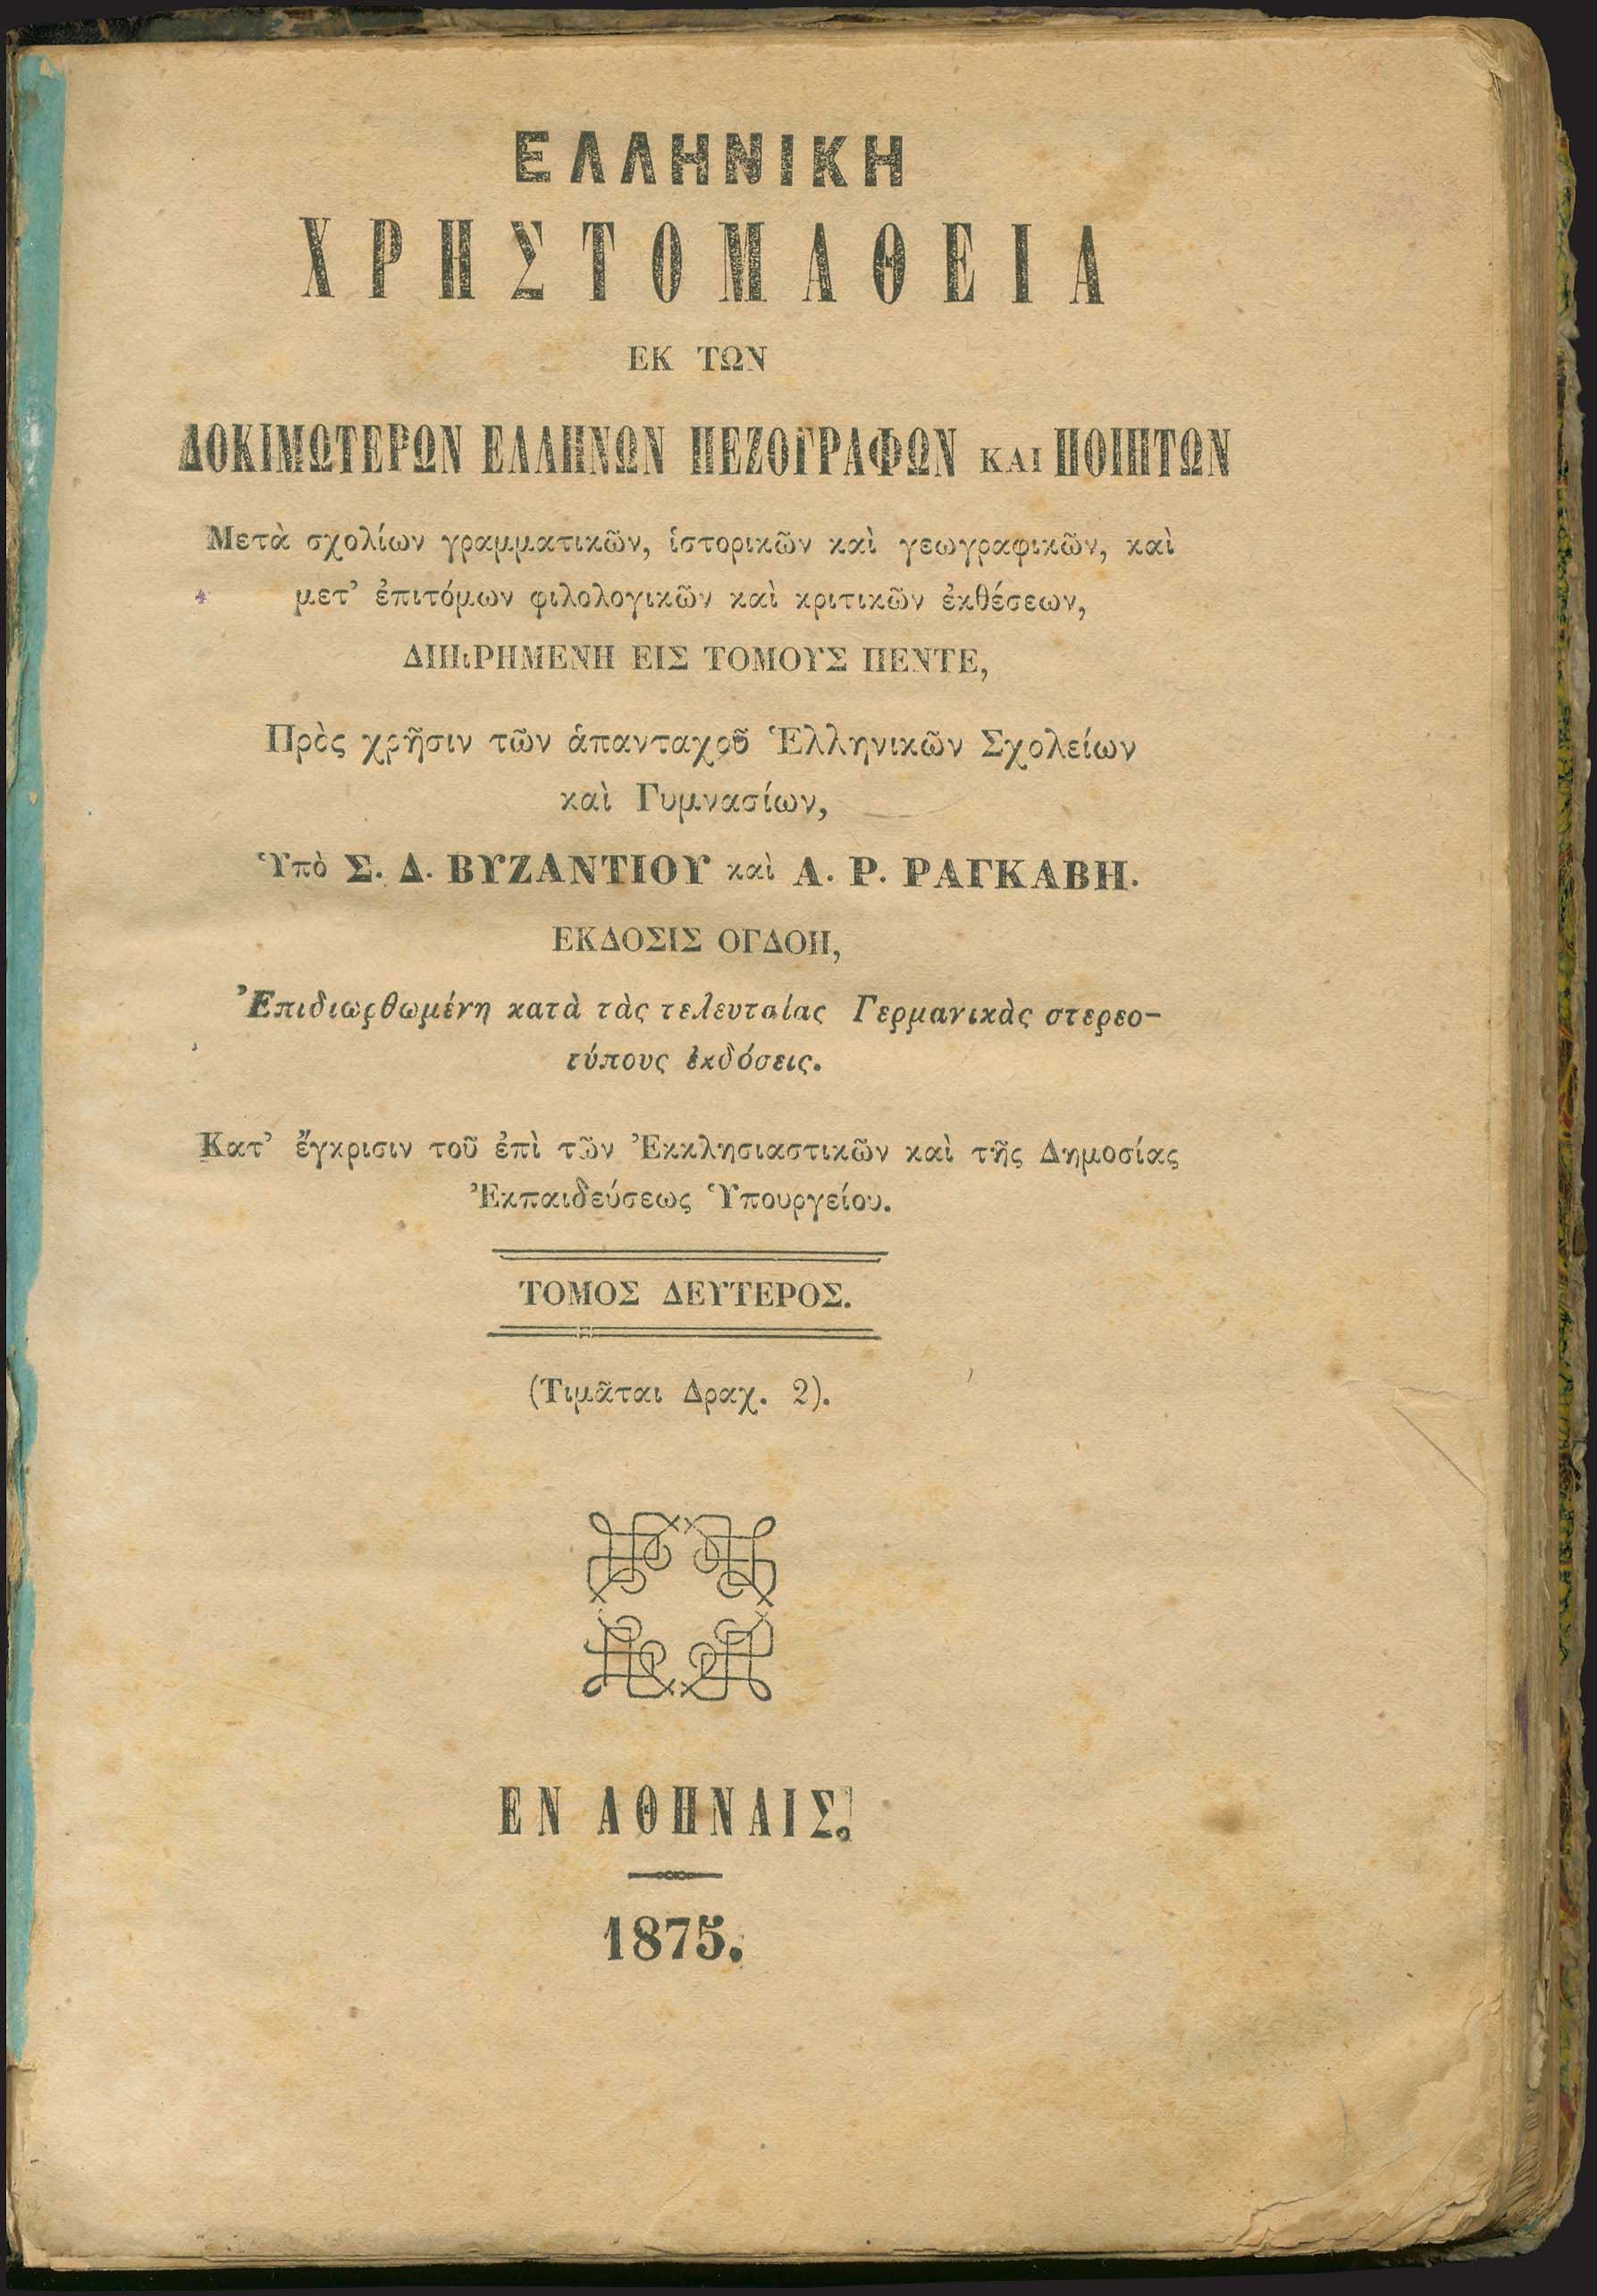 ΕΛΛΗΝΙΚΗ
ΧΡΗΣΤΟΜΑΘΕΙΑ
ΕΚ ΤΩΝ
ΔΟΚΙΜΩΤΕΡΩΝ ΕΛΛΗΝΩΝ ΠΕΖΟΓΡΑΦΩΝ ΚΑΙ ΠΟΙΗΤΩΝ
Μετὰ σχολίων γραμματικῶν, ἱστορικῶν καὶ γεωγραφικῶν, καὶ
μετ’ ἐπιτόμων φιλολογικῶν καὶ κριτικῶν ἐκθέσεων,
ΔΙΗιΡΗΜΕΝΗ ΕΙΣ ΤΟΜΟΥΣ ΠΕΝΤΕ,
Πρὸς χρῆσιν τῶν ἁπανταχοῦ Ἑλληνικῶν Σχολείων
καὶ Γυμνασίων,
Ὑπὸ Σ. Δ. ΒΥΖΑΝΤΙΟΥ καὶ Α. Ρ. ΡΑΓΚΑΒΗ.
ΕΚΔΟΣΙΣ ΟΓΔΟΗ,
Ἐπιδιωρθωμένη κατὰ τὰς τελευταίας Γερμανικὰς στερεο-
τύπους ἐκδόσεις.
Κατ’ ἔγκρισιν τοῦ ἐπὶ τῶν Ἐκκλησιαστικῶν καὶ τῆς Δημοσίας
Ἐκπαιδεύσεως Ὑπουργείου.
ΤΟΜΟΣ ΔΕΥΤΕΡΟΣ.
(Τιμᾶται Δραχ. 2).
ΕΝ ΑΘΗΝΑΙΣ.
1875.